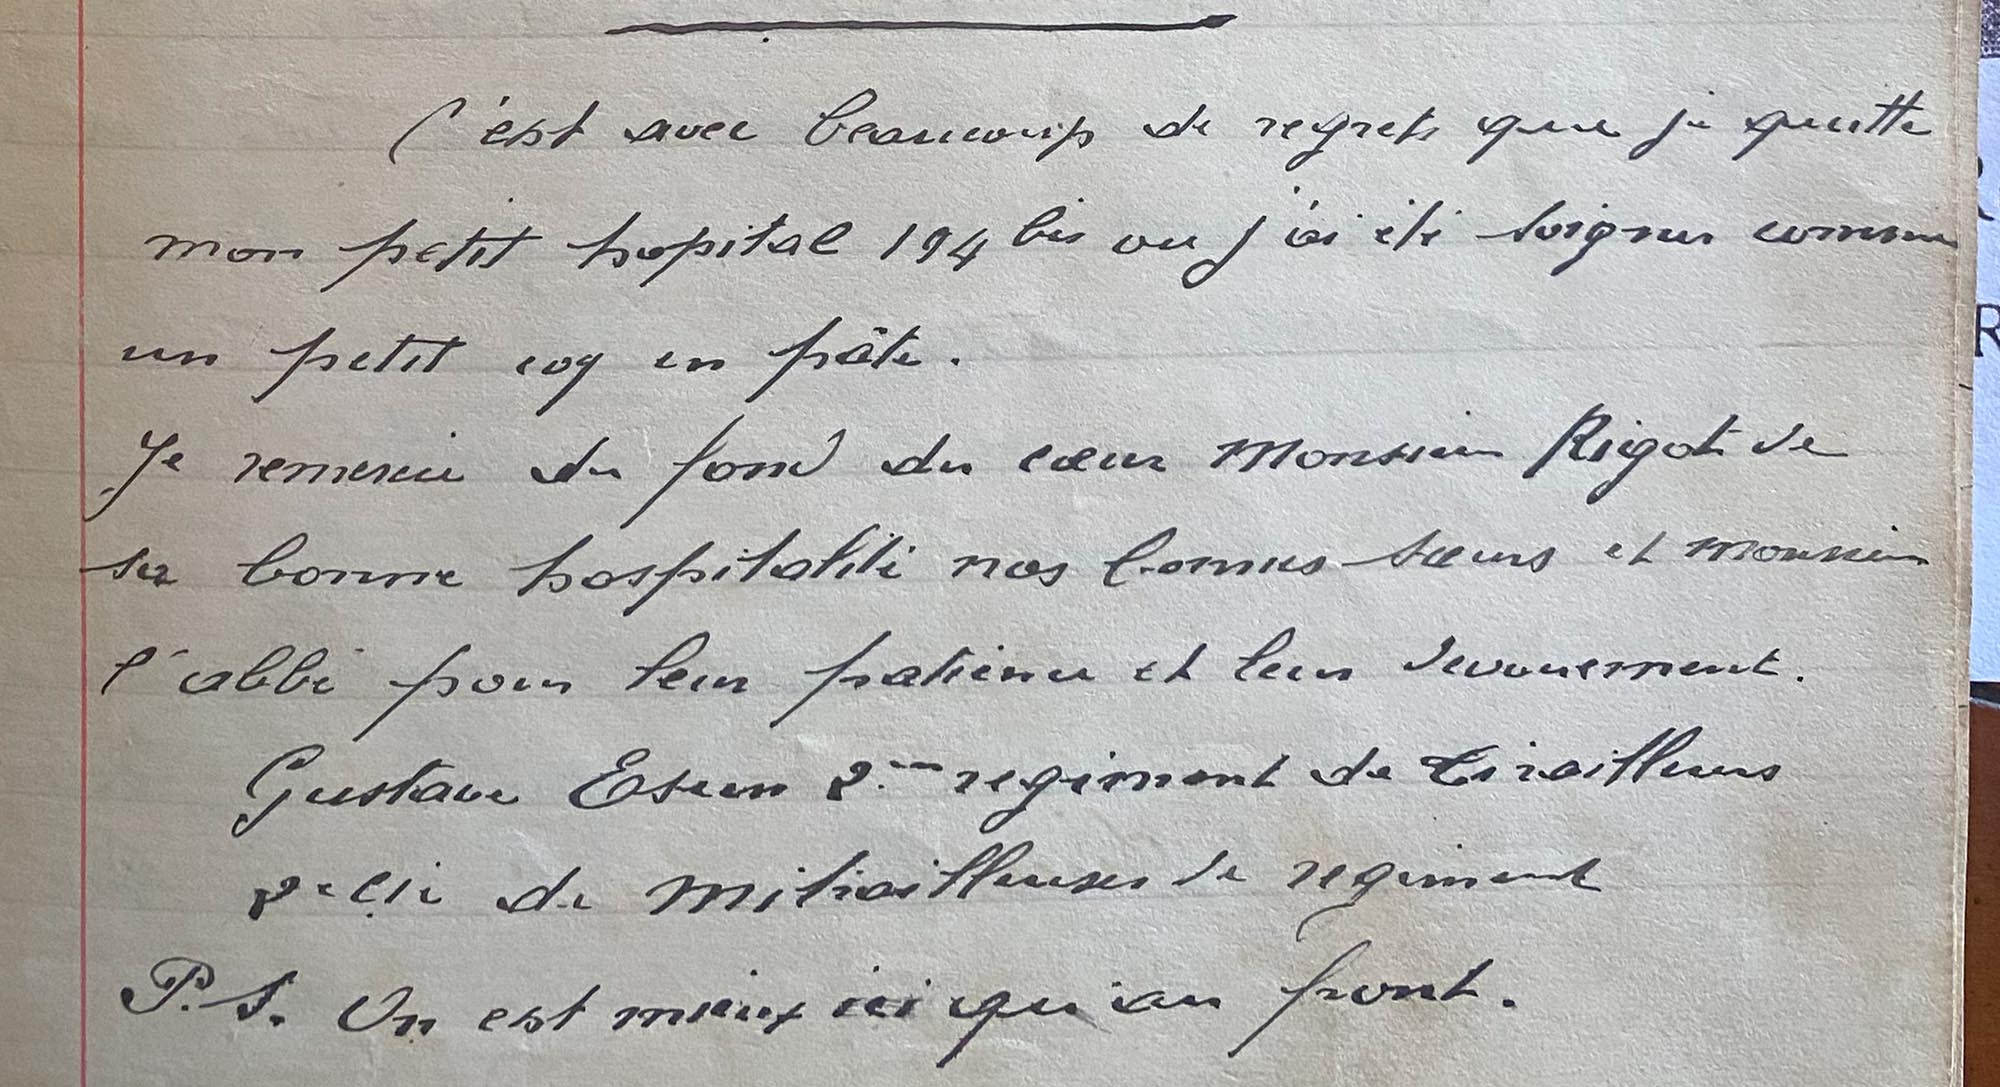 C'est avec beaucoup de regrets que je quitte
mon petit hopital 194 bis ou j'ai été soigner comme
un petit coq en pâte.
Je remercie du fond du cœur Monsieur Rigot de
sa bonne hospitalité nos bonnes sœurs et monsieur
l'abbé pour leur patience et leur devouement.
Gustave 2.me regiment de tirailleurs
2e Cie de Mitrailleuses de regiment
P.S. On est mieux ici qu'au front.
R